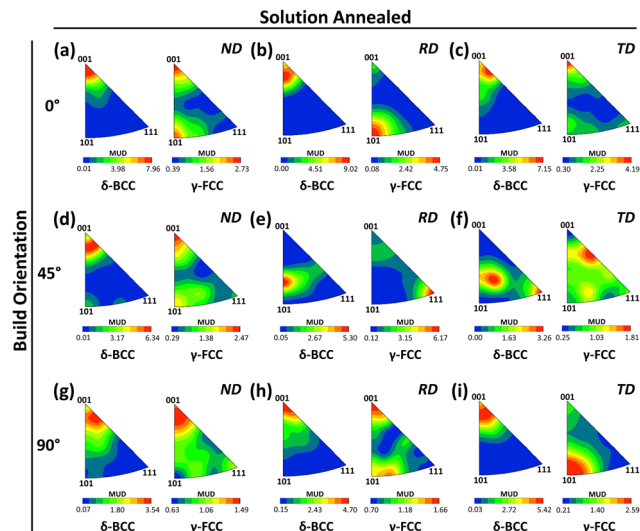 Solution Annealed
Build Orientation
0°
(a) ND
001 001
101 111 101 111
MUD MUD
0.01 3.98 7.96 0.39 1.56 2.73
δ-BCC γ-FCC
(b) RD
001 001
101 111 101 111
MUD MUD
0.00 4.51 9.02 0.08 2.42 4.75
δ-BCC γ-FCC
(c) TD
001 001
101 111 101 111
MUD MUD
0.01 3.58 7.15 0.30 2.25 4.19
δ-BCC γ-FCC
45°
(d) ND
001 001
101 111 101 111
MUD MUD
0.01 3.17 6.34 0.29 1.38 2.47
δ-BCC γ-FCC
(e) RD
001 001
101 111 101 111
MUD MUD
0.05 2.67 5.30 0.12 3.15 6.17
δ-BCC γ-FCC
(f) TD
001 001
101 111 101 111
MUD MUD
0.00 1.63 3.26 0.25 1.03 1.81
δ-BCC γ-FCC
90°
(g) ND
001 001
101 111 101 111
MUD MUD
0.07 1.80 3.54 0.63 1.06 1.49
δ-BCC γ-FCC
(h) RD
001 001
101 111 101 111
MUD MUD
0.15 2.43 4.70 0.70 1.18 1.66
δ-BCC γ-FCC
(i) TD
001 001
101 111 101 111
MUD MUD
0.03 2.72 5.42 0.21 1.40 2.59
δ-BCC γ-FCC